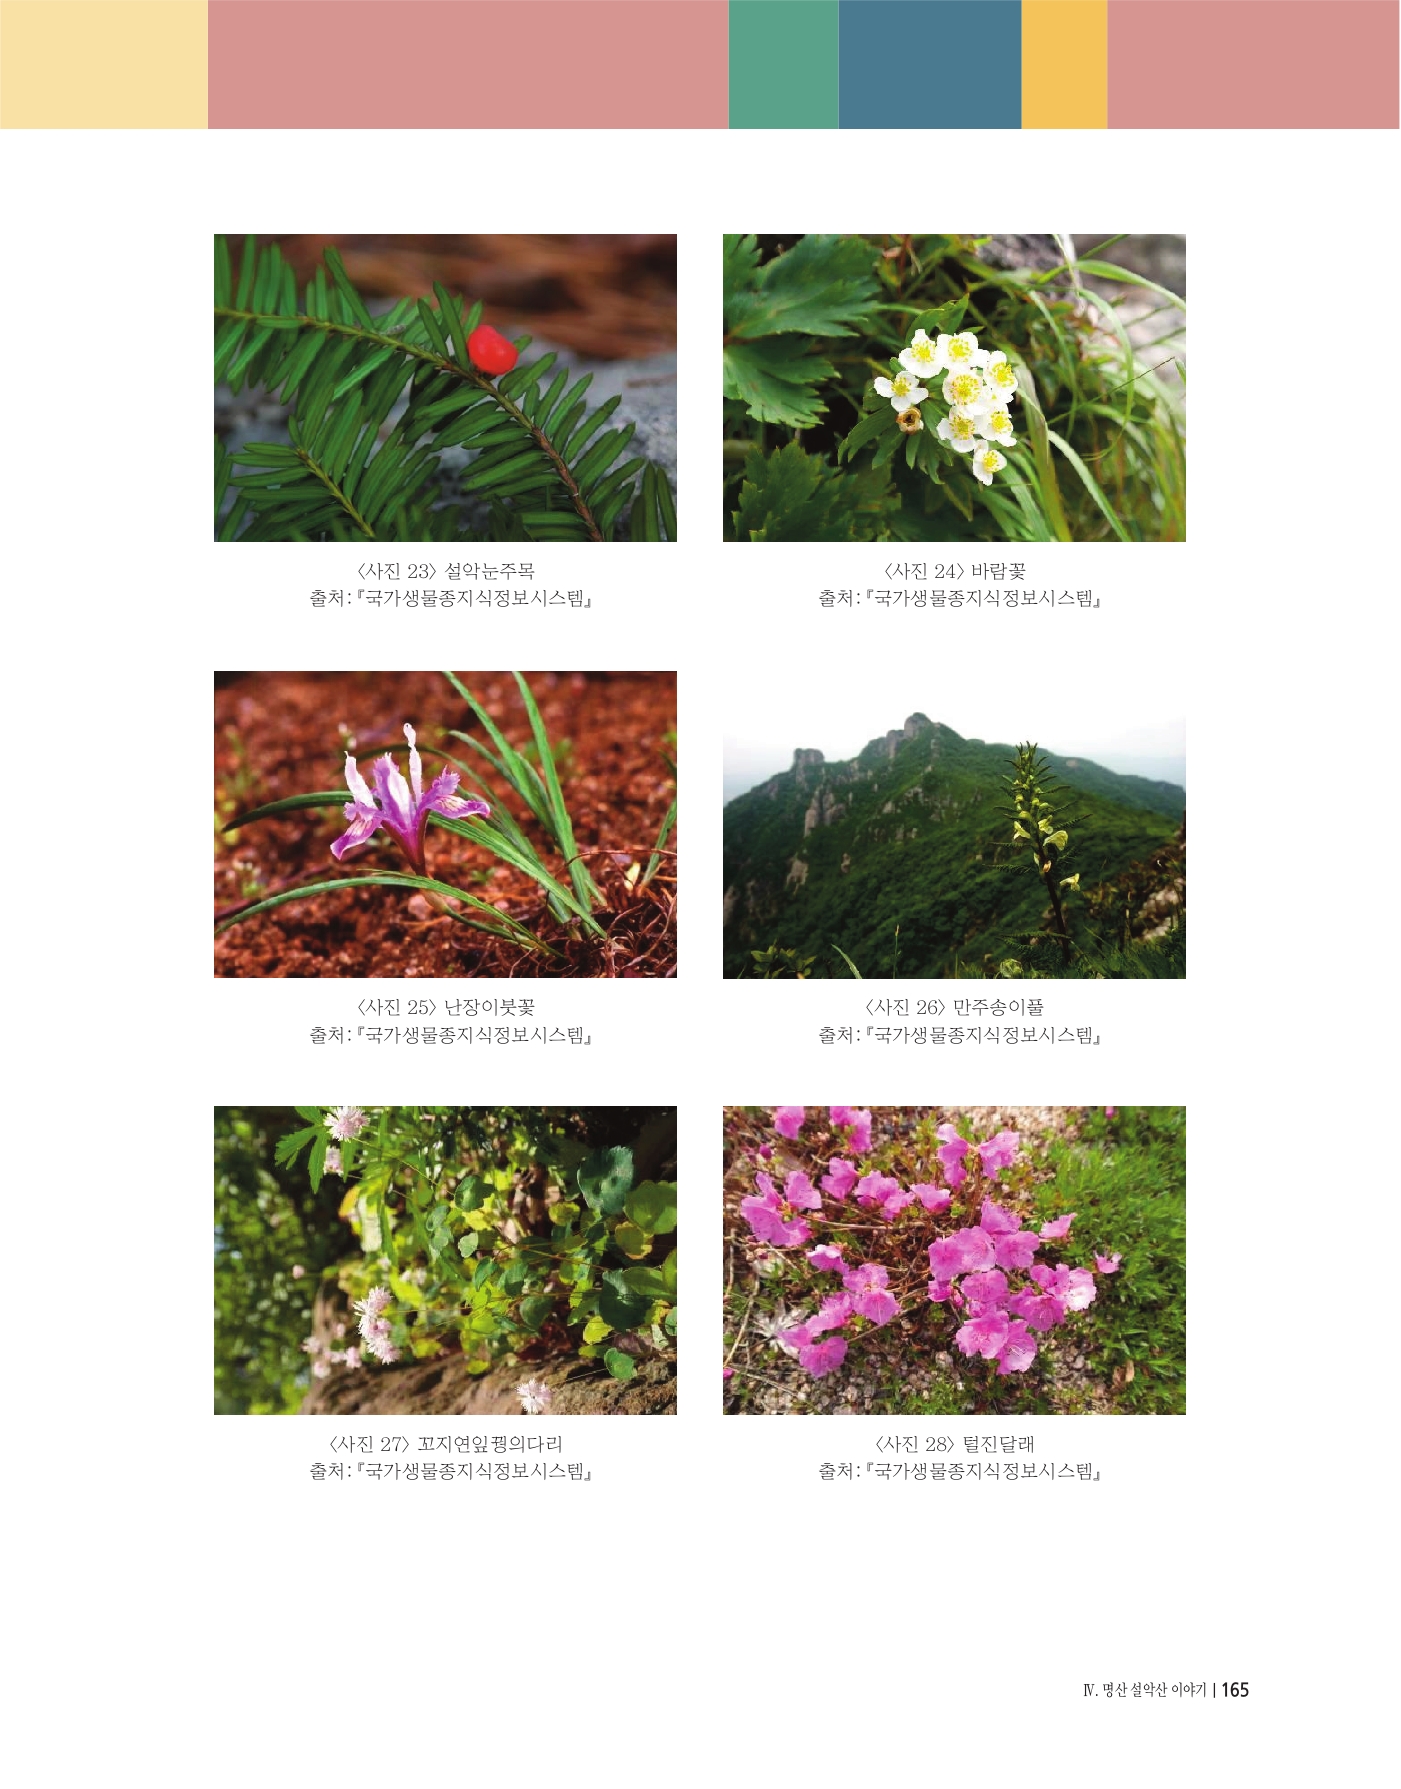 〈사진 23〉 설악눈주목
출처:『국가생물종지식정보시스템』
〈사진 24〉 바람꽃
출처:『국가생물종지식정보시스템』
〈사진 25〉 난장이붓꽃
출처:『국가생물종지식정보시스템』
〈사진 26〉 만주송이풀
출처:『국가생물종지식정보시스템』
〈사진 27〉 꼬지연잎꿩의다리
출처:『국가생물종지식정보시스템』
〈사진 28〉 털진달래
출처:『국가생물종지식정보시스템』
Ⅳ. 명산 설악산 이야기 | 165